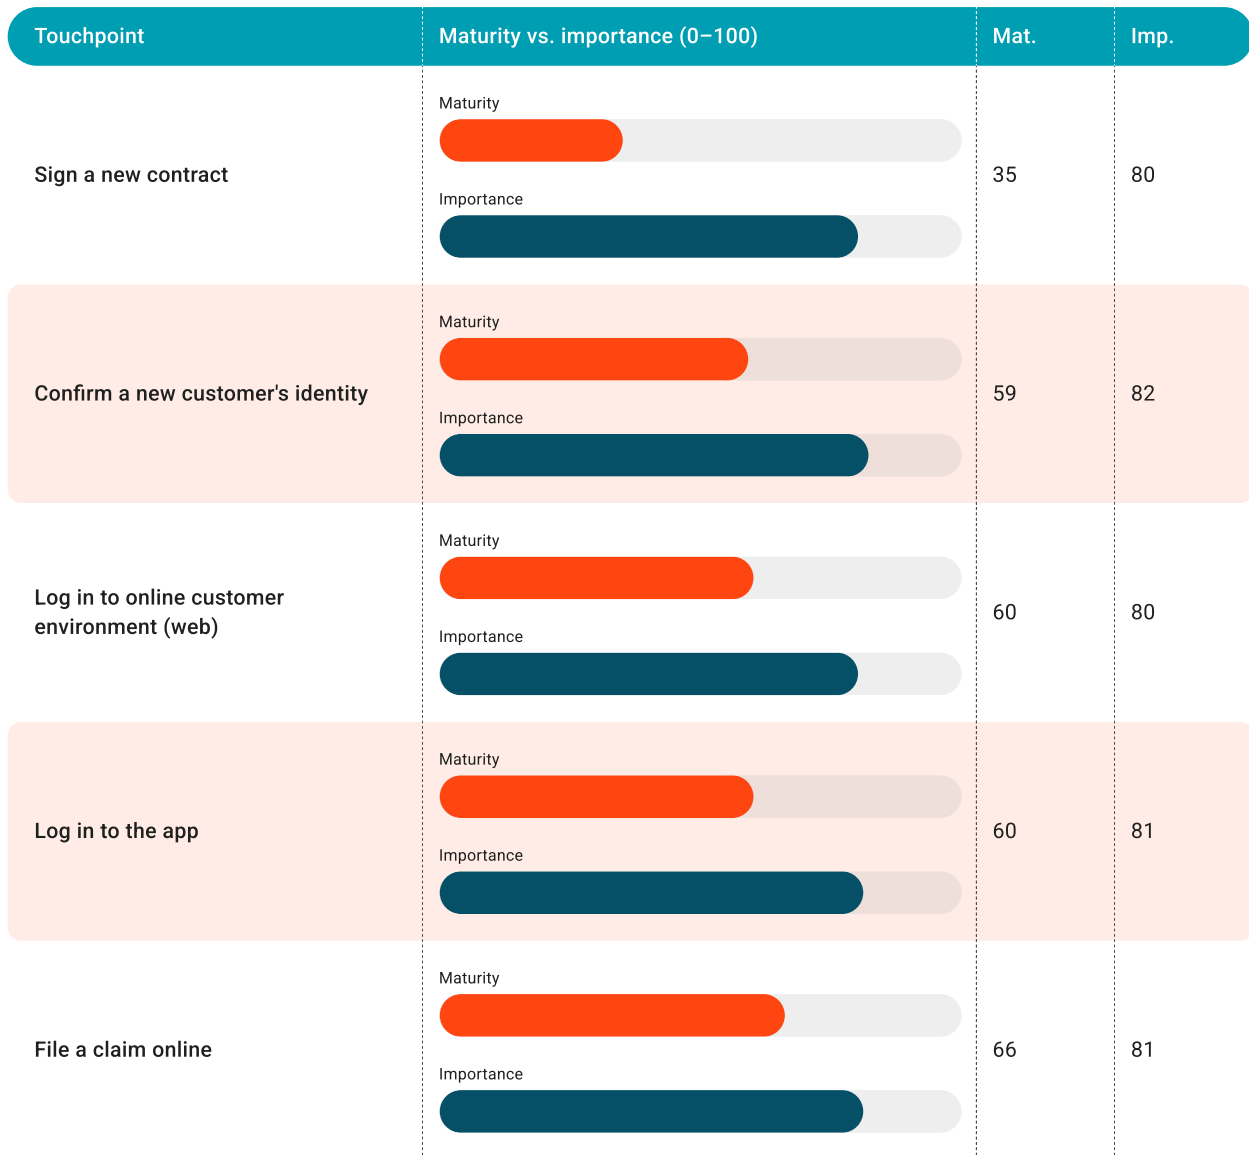 Touchpoint
Maturity vs. importance (0–100)
Mat.
Imp.
Sign a new contract
Maturity
Importance
35
80
Confirm a new customer's identity
Maturity
Importance
59
82
Log in to online customer
environment (web)
Maturity
Importance
60
80
Log in to the app
Maturity
Importance
60
81
File a claim online
Maturity
Importance
66
81